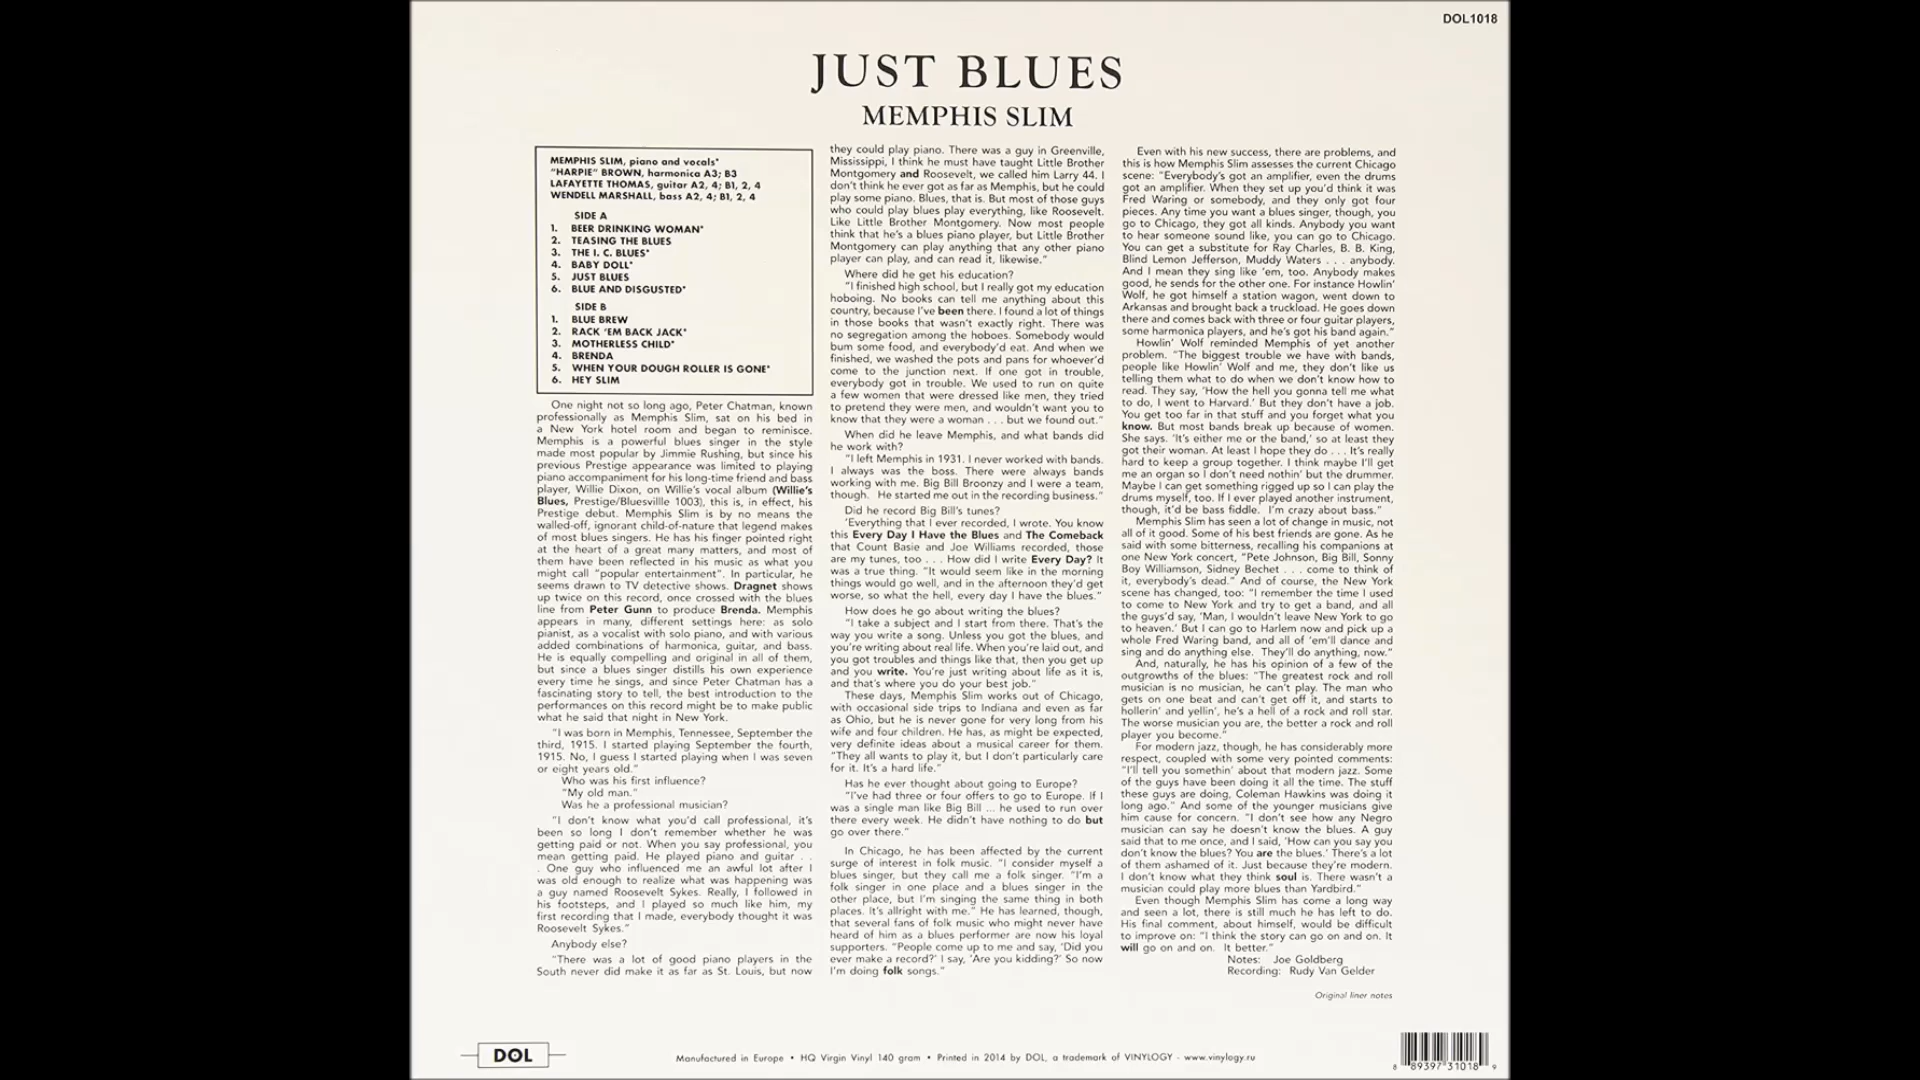 DOL1018
JUST BLUES
MEMPHIS SLIM
MEMPHIS SLIM, piano and vocals*
"HARPIE" BROWN, harmonica A3; B3
LAFAYETTE THOMAS, guitar A2, 4; B1, 2, 4
WENDELL MARSHALL, bass A2, 4; B1, 2, 4
SIDE A
1. BEER DRINKING WOMAN*
2. TEASING THE BLUES
3. THE I. C. BLUES*
4. BABY DOLL*
5. JUST BLUES
6. BLUE AND DISGUSTED*
SIDE B
1. BLUE BREW
2. RACK 'EM BACK JACK*
3. MOTHERLESS CHILD*
4. BRENDA
5. WHEN YOUR DOUGH ROLLER IS GONE*
6. HEY SLIM
One night not so long ago, Peter Chatman, known
professionally as Memphis Slim, sat on his bed in
a New York hotel room and began to reminisce.
Memphis is a powerful blues singer in the style
made most popular by Jimmie Rushing, but since his
previous Prestige appearance was limited to playing
piano accompaniment for his long-time friend and bass
player, Willie Dixon, on Willie's vocal album (Willie's
Blues, Prestige/Bluesvillle 1003), this is, in effect, his
Prestige debut. Memphis Slim is by no means the
walled-off, ignorant child-of-nature that legend makes
of most blues singers. He has his finger pointed right
at the heart of a great many matters, and most of
them have been reflected in his music as what you
might call "popular entertainment". In particular, he
seems drawn to TV detective shows. Dragnet shows
up twice on this record, once crossed with the blues
line from Peter Gunn to produce Brenda. Memphis
appears in many, different settings here: as solo
pianist, as a vocalist with solo piano, and with various
added combinations of harmonica, guitar, and bass.
He is equally compelling and original in all of them,
but since a blues singer distills his own experience
every time he sings, and since Peter Chatman has a
fascinating story to tell, the best introduction to the
performances on this record might be to make public
what he said that night in New York.
"I was born in Memphis, Tennessee, September the
third, 1915. I started playing September the fourth,
1915. No, I guess I started playing when I was seven
or eight years old."
Who was his first influence?
"My old man."
Was he a professional musician?
"I don't know what you'd call professional, it's
been so long I don't remember whether he was
getting paid or not. When you say professional, you
mean getting paid. He played piano and guitar . .
. One guy who influenced me an awful lot after I
was old enough to realize what was happening was
a guy named Roosevelt Sykes. Really, I followed in
his footsteps, and I played so much like him, my
first recording that I made, everybody thought it was
Roosevelt Sykes."
Anybody else?
"There was a lot of good piano players in the
South never did make it as far as St. Louis, but now
they could play piano. There was a guy in Greenville,
Mississippi, I think he must have taught Little Brother
Montgomery and Roosevelt, we called him Larry 44. I
don't think he ever got as far as Memphis, but he could
play some piano. Blues, that is. But most of those guys
who could play blues play everything, like Roosevelt.
Like Little Brother Montgomery. Now most people
think that he's a blues piano player, but Little Brother
Montgomery can play anything that any other piano
player can play, and can read it, likewise."
Where did he get his education?
"I finished high school, but I really got my education
hoboing. No books can tell me anything about this
country, because I've been there. I found a lot of things
in those books that wasn't exactly right. There was
no segregation among the hoboes. Somebody would
bum some food, and everybody'd eat. And when we
finished, we washed the pots and pans for whoever'd
come to the junction next. If one got in trouble,
everybody got in trouble. We used to run on quite
a few women that were dressed like men, they tried
to pretend they were men, and wouldn't want you to
know that they were a woman . . . but we found out."
When did he leave Memphis, and what bands did
he work with?
"I left Memphis in 1931. I never worked with bands.
I always was the boss. There were always bands
working with me. Big Bill Broonzy and I were a team,
though. He started me out in the recording business."
Did he record Big Bill's tunes?
'Everything that I ever recorded, I wrote. You know
this Every Day I Have the Blues and The Comeback
that Count Basie and Joe Williams recorded, those
are my tunes, too . . . How did I write Every Day? It
was a true thing. "It would seem like in the morning
things would go well, and in the afternoon they'd get
worse, so what the hell, every day I have the blues."
How does he go about writing the blues?
"I take a subject and I start from there. That's the
way you write a song. Unless you got the blues, and
you're writing about real life. When you're laid out, and
you got troubles and things like that, then you get up
and you write. You're just writing about life as it is,
and that's where you do your best job."
These days, Memphis Slim works out of Chicago,
with occasional side trips to Indiana and even as far
as Ohio, but he is never gone for very long from his
wife and four children. He has, as might be expected,
very definite ideas about a musical career for them.
"They all wants to play it, but I don't particularly care
for it. It's a hard life."
Has he ever thought about going to Europe?
"I've had three or four offers to go to Europe. If I
was a single man like Big Bill ... he used to run over
there every week. He didn't have nothing to do but
go over there."
In Chicago, he has been affected by the current
surge of interest in folk music. "I consider myself a
blues singer, but they call me a folk singer. "I'm a
folk singer in one place and a blues singer in the
other place, but I'm singing the same thing in both
places. It's allright with me." He has learned, though,
that several fans of folk music who might never have
heard of him as a blues performer are now his loyal
supporters. "People come up to me and say, 'Did you
ever make a record?' I say, 'Are you kidding?' So now
I'm doing folk songs."
Even with his new success, there are problems, and
this is how Memphis Slim assesses the current Chicago
scene: "Everybody's got an amplifier, even the drums
got an amplifier. When they set up you'd think it was
Fred Waring or somebody, and they only got four
pieces. Any time you want a blues singer, though, you
go to Chicago, they got all kinds. Anybody you want
to hear someone sound like, you can go to Chicago.
You can get a substitute for Ray Charles, B. B. King,
Blind Lemon Jefferson, Muddy Waters . . . anybody.
And I mean they sing like 'em, too. Anybody makes
good, he sends for the other one. For instance Howlin'
Wolf, he got himself a station wagon, went down to
Arkansas and brought back a truckload. He goes down
there and comes back with three or four guitar players,
some harmonica players, and he's got his band again."
Howlin' Wolf reminded Memphis of yet another
problem. "The biggest trouble we have with bands,
people like Howlin' Wolf and me, they don't like us
telling them what to do when we don't know how to
read. They say, 'How the hell you gonna tell me what
to do, I went to Harvard.' But they don't have a job.
You get too far in that stuff and you forget what you
know. But most bands break up because of women.
She says. 'It's either me or the band,' so at least they
got their woman. At least I hope they do . . . It's really
hard to keep a group together. I think maybe I'll get
me an organ so I don't need nothin' but the drummer.
Maybe I can get something rigged up so I can play the
drums myself, too. If I ever played another instrument,
though, it'd be bass fiddle. I'm crazy about bass."
Memphis Slim has seen a lot of change in music, not
all of it good. Some of his best friends are gone. As he
said with some bitterness, recalling his companions at
one New York concert, "Pete Johnson, Big Bill, Sonny
Boy Williamson, Sidney Bechet . . . come to think of
it, everybody's dead." And of course, the New York
scene has changed, too: "I remember the time I used
to come to New York and try to get a band, and all
the guys'd say, 'Man, I wouldn't leave New York to go
to heaven.' But I can go to Harlem now and pick up a
whole Fred Waring band, and all of 'em'll dance and
sing and do anything else. They'll do anything, now."
And, naturally, he has his opinion of a few of the
outgrowths of the blues: "The greatest rock and roll
musician is no musician, he can't play. The man who
gets on one beat and can't get off it, and starts to
hollerin' and yellin', he's a hell of a rock and roll star.
The worse musician you are, the better a rock and roll
player you become."
For modern jazz, though, he has considerably more
respect, coupled with some very pointed comments:
"I'll tell you somethin' about that modern jazz. Some
of the guys have been doing it all the time. The stuff
these guys are doing, Coleman Hawkins was doing it
long ago." And some of the younger musicians give
him cause for concern. "I don't see how any Negro
musician can say he doesn't know the blues. A guy
said that to me once, and I said, 'How can you say you
don't know the blues? You are the blues.' There's a lot
of them ashamed of it. Just because they're modern.
I don't know what they think soul is. There wasn't a
musician could play more blues than Yardbird."
Even though Memphis Slim has come a long way
and seen a lot, there is still much he has left to do.
His final comment, about himself, would be difficult
to improve on: "I think the story can go on and on. It
will go on and on. It better."
Notes: Joe Goldberg
Recording: Rudy Van Gelder
Original liner notes
DOL
Manufactured in Europe • HQ Virgin Vinyl 140 gram • Printed in 2014 by DOL, a trademark of VINYLOGY - www.vinylogy.ru
8 89397 31018 9